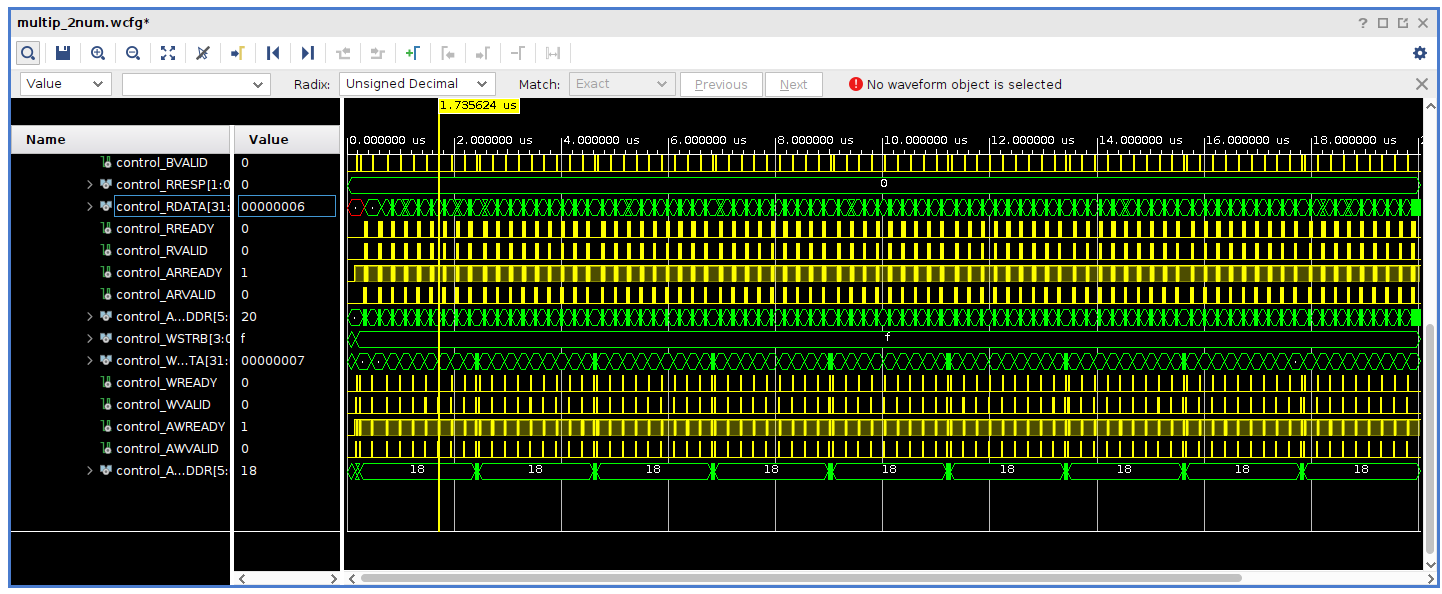 multip_2num.wcfg*
Value Radix: Unsigned Decimal Match: Exact Previous Next No waveform object is selected
1.735624 us
Name Value 0.000000 us 2.000000 us 4.000000 us 6.000000 us 8.000000 us 10.000000 us 12.000000 us 14.000000 us 16.000000 us 18.000000 us
control_BVALID 0
control_RRESP[1:0 0 0
control_RDATA[31: 00000006
control_RREADY 0
control_RVALID 0
control_ARREADY 1
control_ARVALID 0
control_A...DDR[5: 20
control_WSTRB[3:0 f f
control_W...TA[31: 00000007
control_WREADY 0
control_WVALID 0
control_AWREADY 1
control_AWVALID 0
control_A...DDR[5: 18 18 18 18 18 18 18 18 18 18